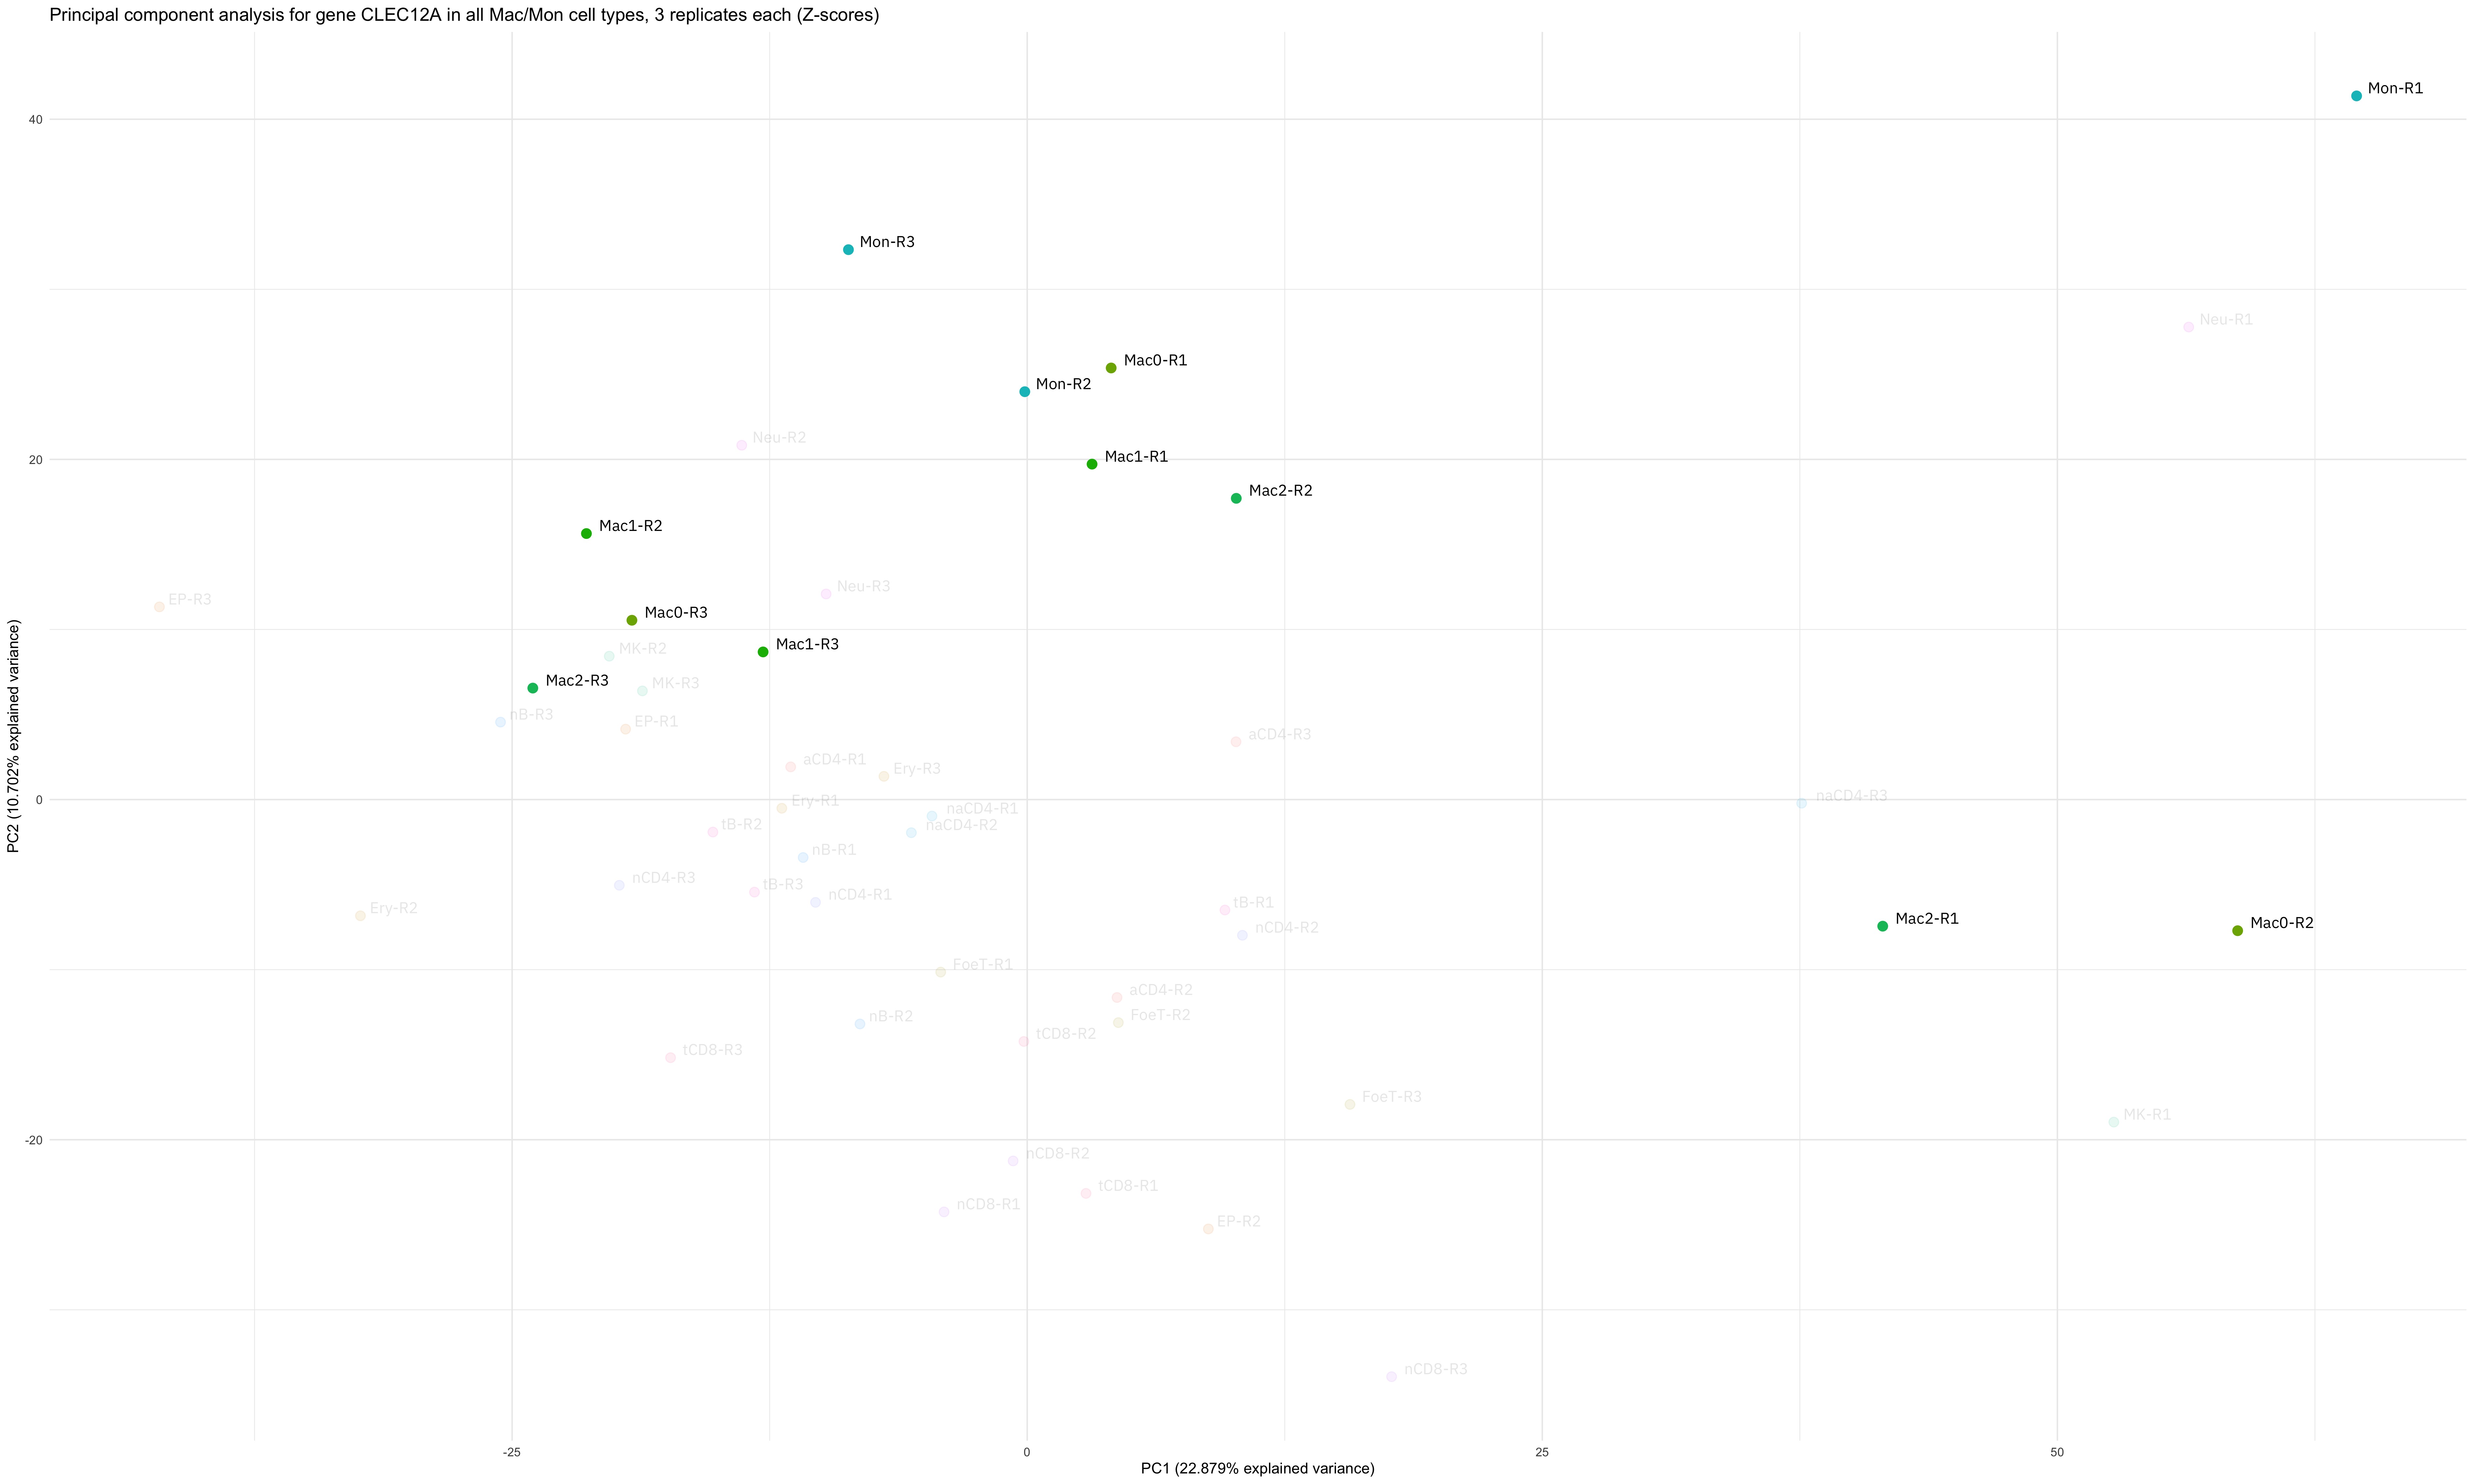 Principal component analysis for gene CLEC12A in all Mac/Mon cell types, 3 replicates each (Z-scores)
Mon-R1
40
Mon-R3
Neu-R1
Mac0-R1
Mon-R2
Neu-R2
20
Mac1-R1
Mac2-R2
Mac1-R2
Neu-R3
EP-R3
Mac0-R3
Mac1-R3
MK-R2
Mac2-R3
MK-R3
nB-R3
EP-R1
aCD4-R3
aCD4-R1
Ery-R3
0
naCD4-R3
Ery-R1
naCD4-R1
naCD4-R2
tB-R2
nB-R1
nCD4-R3
tB-R3
nCD4-R1
tB-R1
Ery-R2
Mac2-R1
Mac0-R2
nCD4-R2
FoeT-R1
aCD4-R2
FoeT-R2
nB-R2
tCD8-R2
tCD8-R3
FoeT-R3
MK-R1
-20
nCD8-R2
tCD8-R1
nCD8-R1
EP-R2
nCD8-R3
-25
0
25
50
PC1 (22.879% explained variance)
PC2 (10.702% explained variance)